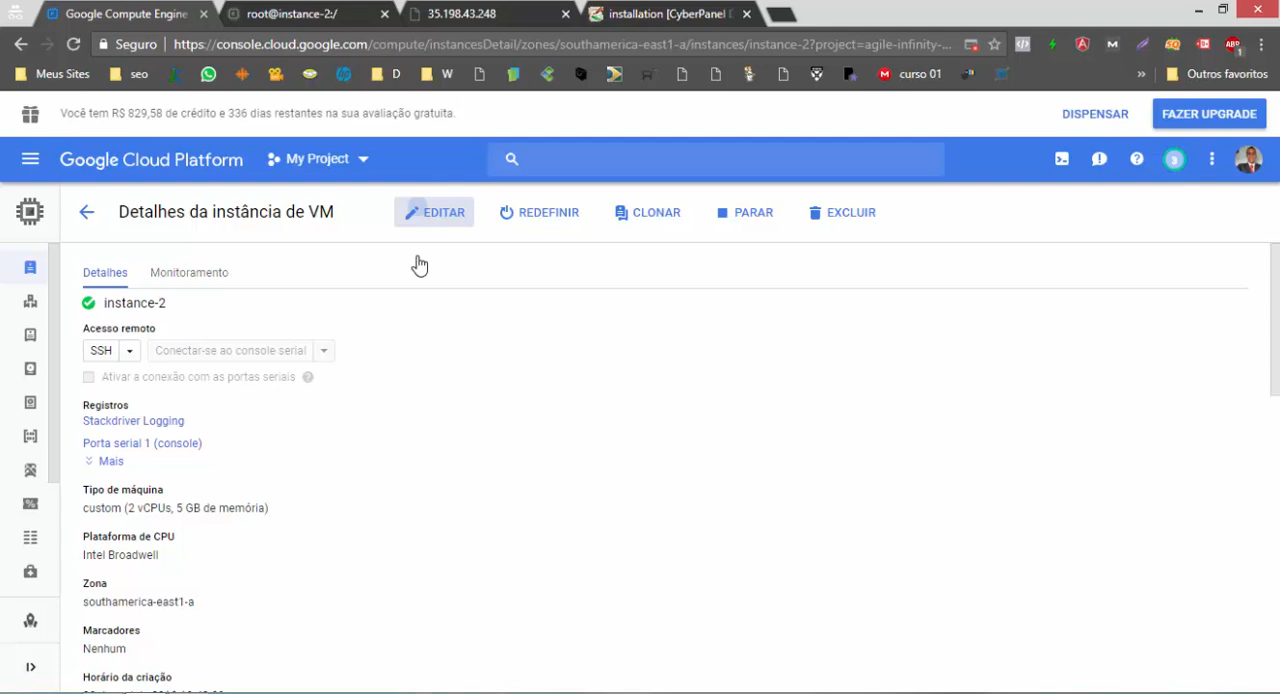 Google Compute Engine
root@instance-2:/
35.198.43.248
installation [CyberPanel D
Seguro https://console.cloud.google.com/compute/instancesDetail/zones/southamerica-east1-a/instances/instance-2?project=agile-infinity-...
Meus Sites seo D W curso 01 » Outros favoritos
Você tem R$ 829,58 de crédito e 336 dias restantes na sua avaliação gratuita. DISPENSAR FAZER UPGRADE
Google Cloud Platform My Project
Detalhes da instância de VM EDITAR REDEFINIR CLONAR PARAR EXCLUIR
Detalhes Monitoramento
instance-2
Acesso remoto
SSH Conectar-se ao console serial
Ativar a conexão com as portas seriais
Registros
Stackdriver Logging
Porta serial 1 (console)
Mais
Tipo de máquina
custom (2 vCPUs, 5 GB de memória)
Plataforma de CPU
Intel Broadwell
Zona
southamerica-east1-a
Marcadores
Nenhum
Horário da criação